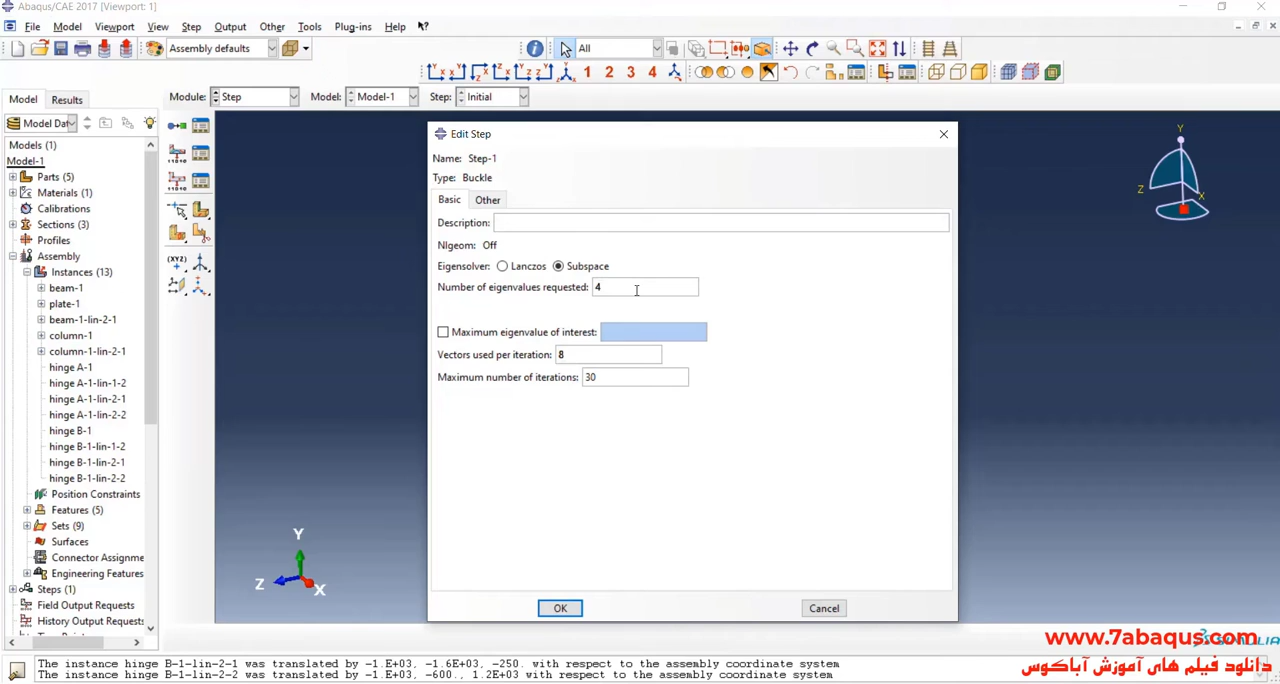 Abaqus/CAE 2017 [Viewport: 1]
File Model Viewport View Step Output Other Tools Plug-ins Help
Assembly defaults All
1 2 3 4
Model Results Module: Step Model: Model-1 Step: Initial
Model Dat
Models (1)
Model-1
Parts (5)
Materials (1)
Calibrations
Sections (3)
Profiles
Assembly
Instances (13)
beam-1
plate-1
beam-1-lin-2-1
column-1
column-1-lin-2-1
hinge A-1
hinge A-1-lin-1-2
hinge A-1-lin-2-1
hinge A-1-lin-2-2
hinge B-1
hinge B-1-lin-1-2
hinge B-1-lin-2-1
hinge B-1-lin-2-2
Position Constraints
Features (5)
Sets (9)
Surfaces
Connector Assignme
Engineering Features
Steps (1)
Field Output Requests
History Output Requests
Edit Step
Name: Step-1
Type: Buckle
Basic Other
Description:
Nlgeom: Off
Eigensolver: Lanczos Subspace
Number of eigenvalues requested: 4
Maximum eigenvalue of interest:
Vectors used per iteration: 8
Maximum number of iterations: 30
OK Cancel
Y
Z X
Y
Z X
www.7abaqus.com
دانلود فیلم های آموزش آباکوس
The instance hinge B-1-lin-2-1 was translated by -1.E+03, -1.6E+03, -250. with respect to the assembly coordinate system
The instance hinge B-1-lin-2-2 was translated by -1.E+03, -600., 1.2E+03 with respect to the assembly coordinate system